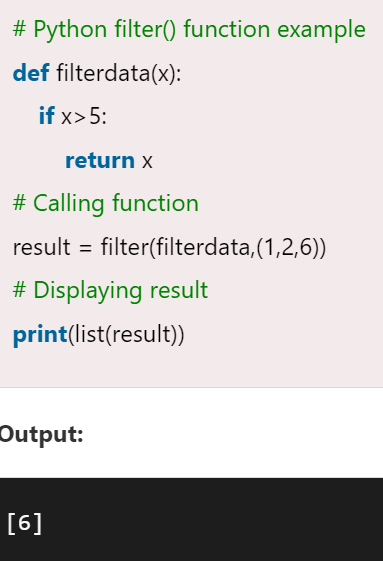 # Python filter() function example
def filterdata(x):
if x>5:
return x
# Calling function
result = filter(filterdata,(1,2,6))
# Displaying result
print(list(result))
Output:
[6]